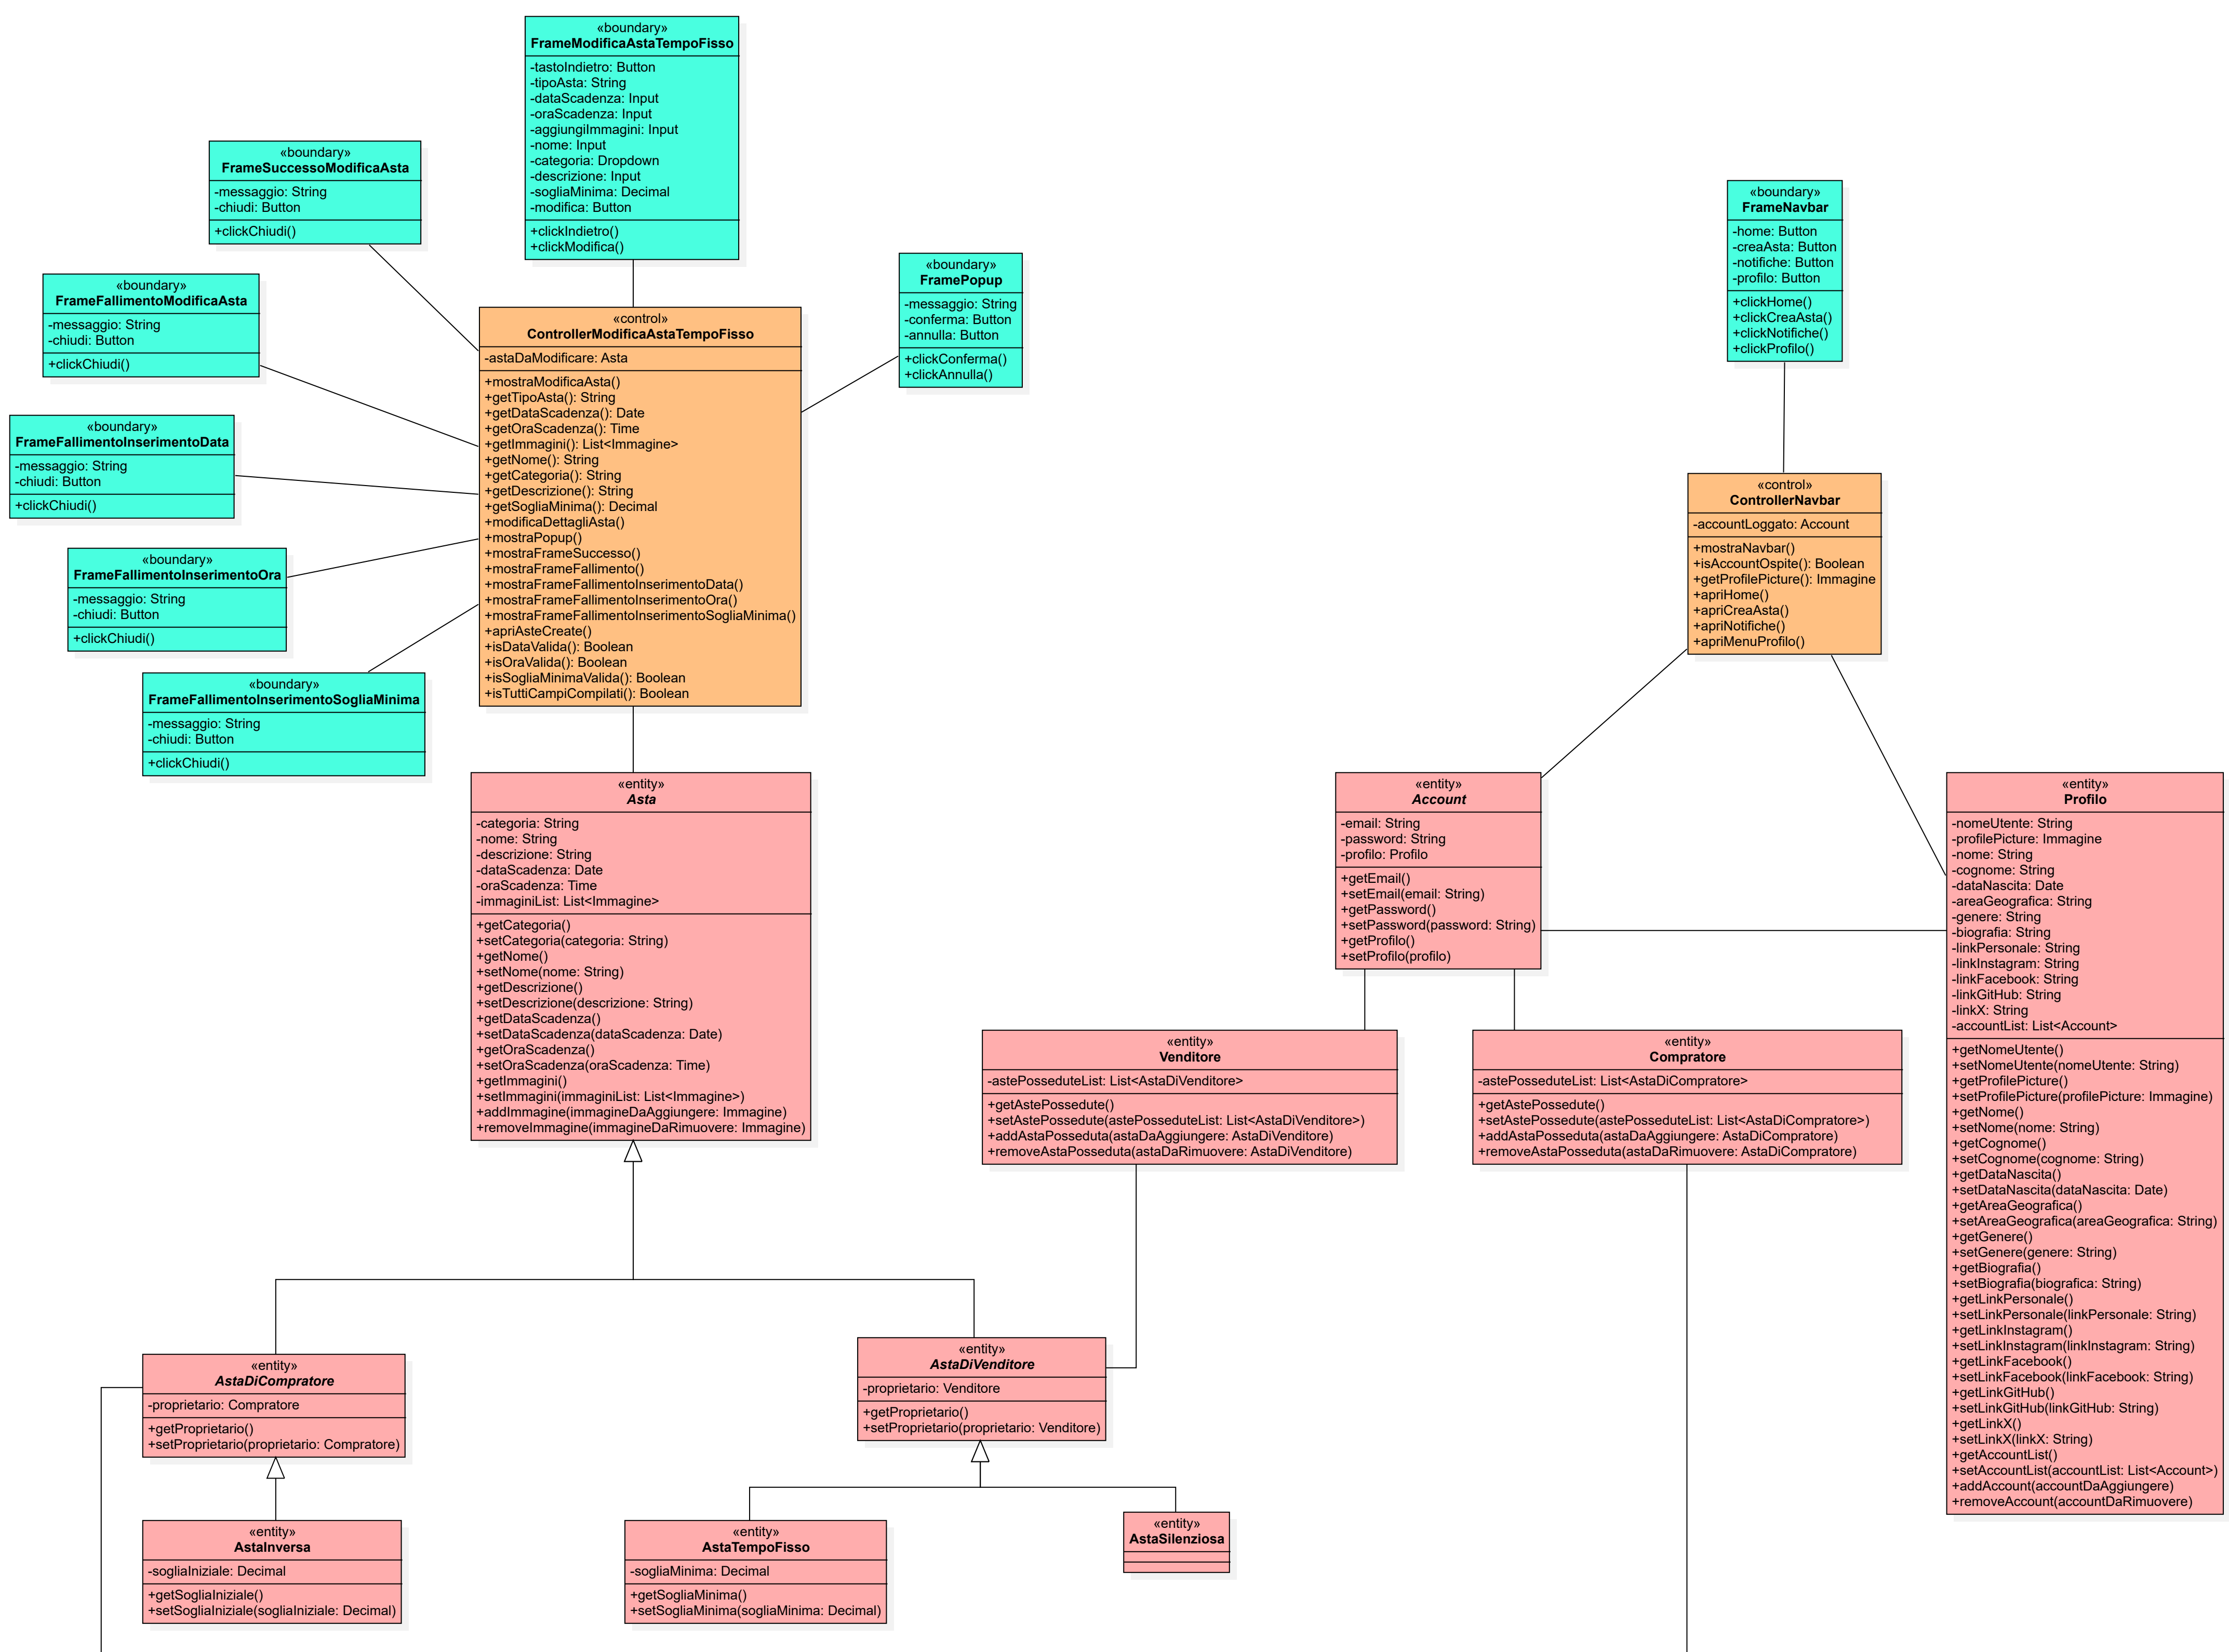 «boundary»
FrameModificaAstaTempoFisso
-tastoIndietro: Button
-tipoAsta: String
-dataScadenza: Input
-oraScadenza: Input
-aggiungiImmagini: Input
-nome: Input
-categoria: Dropdown
-descrizione: Input
-sogliaMinima: Decimal
-modifica: Button
+clickIndietro()
+clickModifica()
«boundary»
FrameSuccessoModificaAsta
-messaggio: String
-chiudi: Button
+clickChiudi()
«boundary»
FrameFallimentoModificaAsta
-messaggio: String
-chiudi: Button
+clickChiudi()
«boundary»
FrameFallimentoInserimentoData
-messaggio: String
-chiudi: Button
+clickChiudi()
«boundary»
FrameFallimentoInserimentoOra
-messaggio: String
-chiudi: Button
+clickChiudi()
«boundary»
FrameFallimentoInserimentoSogliaMinima
-messaggio: String
-chiudi: Button
+clickChiudi()
«control»
ControllerModificaAstaTempoFisso
-astaDaModificare: Asta
+mostraModificaAsta()
+getTipoAsta(): String
+getDataScadenza(): Date
+getOraScadenza(): Time
+getImmagini(): List<Immagine>
+getNome(): String
+getCategoria(): String
+getDescrizione(): String
+getSogliaMinima(): Decimal
+modificaDettagliAsta()
+mostraPopup()
+mostraFrameSuccesso()
+mostraFrameFallimento()
+mostraFrameFallimentoInserimentoData()
+mostraFrameFallimentoInserimentoOra()
+mostraFrameFallimentoInserimentoSogliaMinima()
+apriAsteCreate()
+isDataValida(): Boolean
+isOraValida(): Boolean
+isSogliaMinimaValida(): Boolean
+isTuttiCampiCompilati(): Boolean
«boundary»
FramePopup
-messaggio: String
-conferma: Button
-annulla: Button
+clickConferma()
+clickAnnulla()
«boundary»
FrameNavbar
-home: Button
-creaAsta: Button
-notifiche: Button
-profilo: Button
+clickHome()
+clickCreaAsta()
+clickNotifiche()
+clickProfilo()
«control»
ControllerNavbar
-accountLoggato: Account
+mostraNavbar()
+isAccountOspite(): Boolean
+getProfilePicture(): Immagine
+apriHome()
+apriCreaAsta()
+apriNotifiche()
+apriMenuProfilo()
«entity»
Asta
-categoria: String
-nome: String
-descrizione: String
-dataScadenza: Date
-oraScadenza: Time
-immaginiList: List<Immagine>
+getCategoria()
+setCategoria(categoria: String)
+getNome()
+setNome(nome: String)
+getDescrizione()
+setDescrizione(descrizione: String)
+getDataScadenza()
+setDataScadenza(dataScadenza: Date)
+getOraScadenza()
+setOraScadenza(oraScadenza: Time)
+getImmagini()
+setImmagini(immaginiList: List<Immagine>)
+addImmagine(immagineDaAggiungere: Immagine)
+removeImmagine(immagineDaRimuovere: Immagine)
«entity»
Account
-email: String
-password: String
-profilo: Profilo
+getEmail()
+setEmail(email: String)
+getPassword()
+setPassword(password: String)
+getProfilo()
+setProfilo(profilo)
«entity»
Profilo
-nomeUtente: String
-profilePicture: Immagine
-nome: String
-cognome: String
-dataNascita: Date
-areaGeografica: String
-genere: String
-biografia: String
-linkPersonale: String
-linkInstagram: String
-linkFacebook: String
-linkGitHub: String
-linkX: String
-accountList: List<Account>
+getNomeUtente()
+setNomeUtente(nomeUtente: String)
+getProfilePicture()
+setProfilePicture(profilePicture: Immagine)
+getNome()
+setNome(nome: String)
+getCognome()
+setCognome(cognome: String)
+getDataNascita()
+setDataNascita(dataNascita: Date)
+getAreaGeografica()
+setAreaGeografica(areaGeografica: String)
+getGenere()
+setGenere(genere: String)
+getBiografia()
+setBiografia(biografica: String)
+getLinkPersonale()
+setLinkPersonale(linkPersonale: String)
+getLinkInstagram()
+setLinkInstagram(linkInstagram: String)
+getLinkFacebook()
+setLinkFacebook(linkFacebook: String)
+getLinkGitHub()
+setLinkGitHub(linkGitHub: String)
+getLinkX()
+setLinkX(linkX: String)
+getAccountList()
+setAccountList(accountList: List<Account>)
+addAccount(accountDaAggiungere)
+removeAccount(accountDaRimuovere)
«entity»
Venditore
-astePosseduteList: List<AstaDiVenditore>
+getAstePossedute()
+setAstePossedute(astePosseduteList: List<AstaDiVenditore>)
+addAstaPosseduta(astaDaAggiungere: AstaDiVenditore)
+removeAstaPosseduta(astaDaRimuovere: AstaDiVenditore)
«entity»
Compratore
-astePosseduteList: List<AstaDiCompratore>
+getAstePossedute()
+setAstePossedute(astePosseduteList: List<AstaDiCompratore>)
+addAstaPosseduta(astaDaAggiungere: AstaDiCompratore)
+removeAstaPosseduta(astaDaRimuovere: AstaDiCompratore)
«entity»
AstaDiCompratore
-proprietario: Compratore
+getProprietario()
+setProprietario(proprietario: Compratore)
«entity»
AstaDiVenditore
-proprietario: Venditore
+getProprietario()
+setProprietario(proprietario: Venditore)
«entity»
AstaInversa
-sogliaIniziale: Decimal
+getSogliaIniziale()
+setSogliaIniziale(sogliaIniziale: Decimal)
«entity»
AstaTempoFisso
-sogliaMinima: Decimal
+getSogliaMinima()
+setSogliaMinima(sogliaMinima: Decimal)
«entity»
AstaSilenziosa